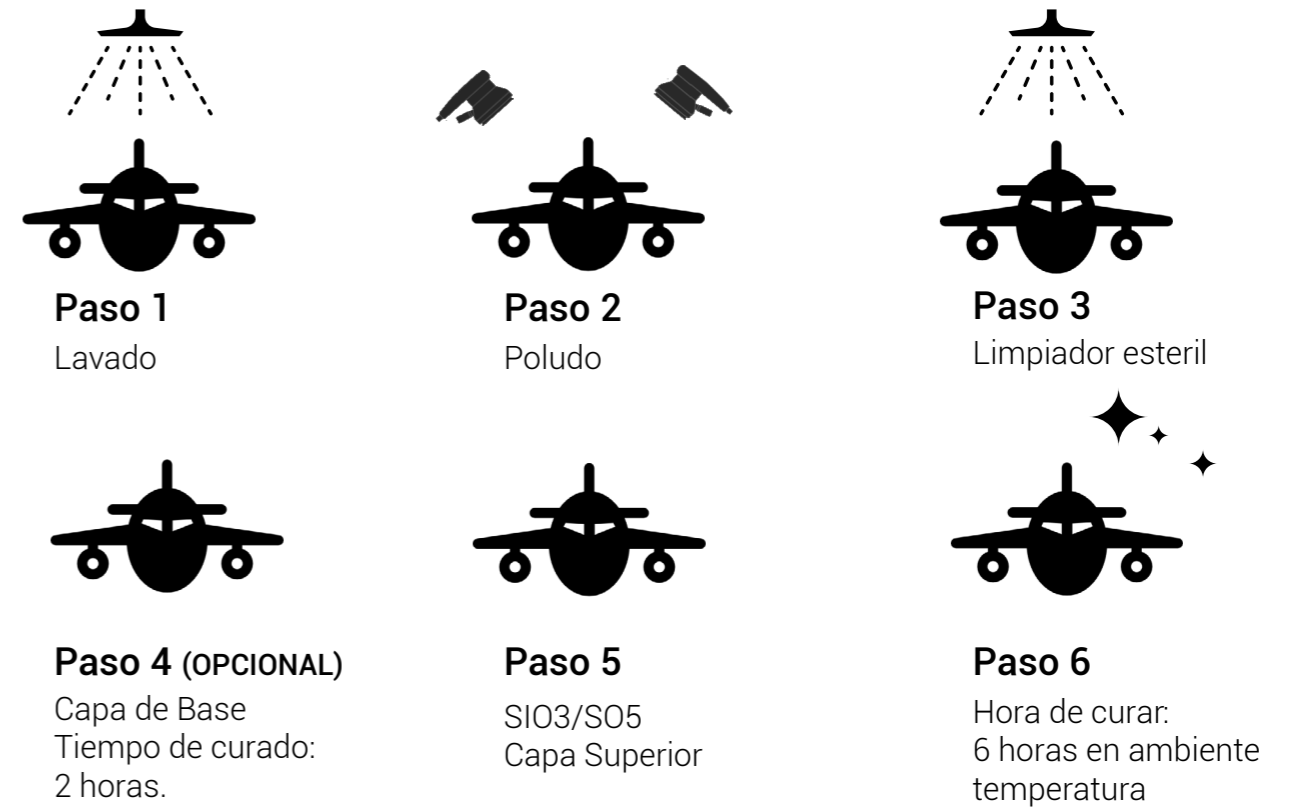 Paso 1
Lavado
Paso 2
Poludo
Paso 3
Limpiador esteril
Paso 4 (OPCIONAL)
Capa de Base
Tiempo de curado:
2 horas.
Paso 5
SIO3/SO5
Capa Superior
Paso 6
Hora de curar:
6 horas en ambiente
temperatura